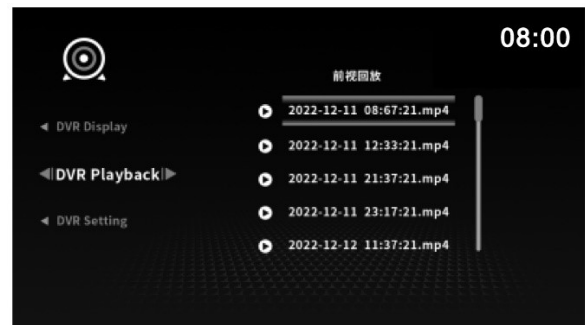 08:00
前视回放
DVR Display
DVR Playback
DVR Setting
2022-12-11 08:67:21.mp4
2022-12-11 12:33:21.mp4
2022-12-11 21:37:21.mp4
2022-12-11 23:17:21.mp4
2022-12-12 11:37:21.mp4